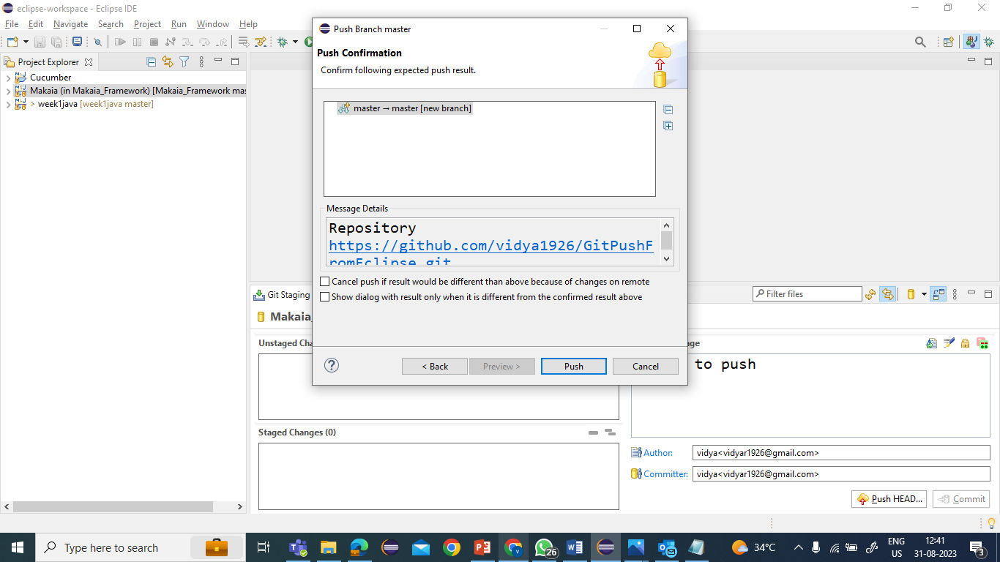 eclipse-workspace - Eclipse IDE
File Edit Navigate Search Project Run Window Help
Project Explorer
Cucumber
Makaia (in Makaia_Framework) [Makaia_Framework mas
> week1java [week1java master]
Push Branch master
Push Confirmation
Confirm following expected push result.
master → master [new branch]
Message Details
Repository
https://github.com/vidya1926/GitPushF
romEclipse.git
Cancel push if result would be different than above because of changes on remote
Show dialog with result only when it is different from the confirmed result above
< Back Preview > Push Cancel
Git Staging
Filter files
Makaia_
Unstaged Cha
Staged Changes (0)
to push
Author: vidya<vidyar1926@gmail.com>
Committer: vidya<vidyar1926@gmail.com>
Push HEAD... Commit
Type here to search
26
34°C
ENG
US
12:41
31-08-2023
3